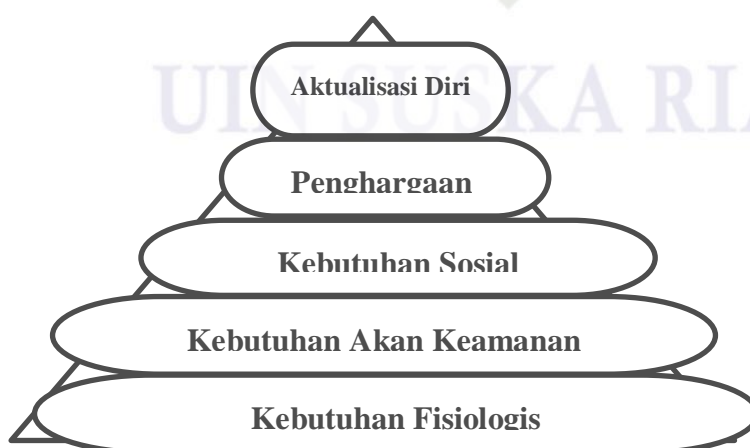 UIN SUSKA RIA
Aktualisasi Diri
Penghargaan
Kebutuhan Sosial
Kebutuhan Akan Keamanan
Kebutuhan Fisiologis